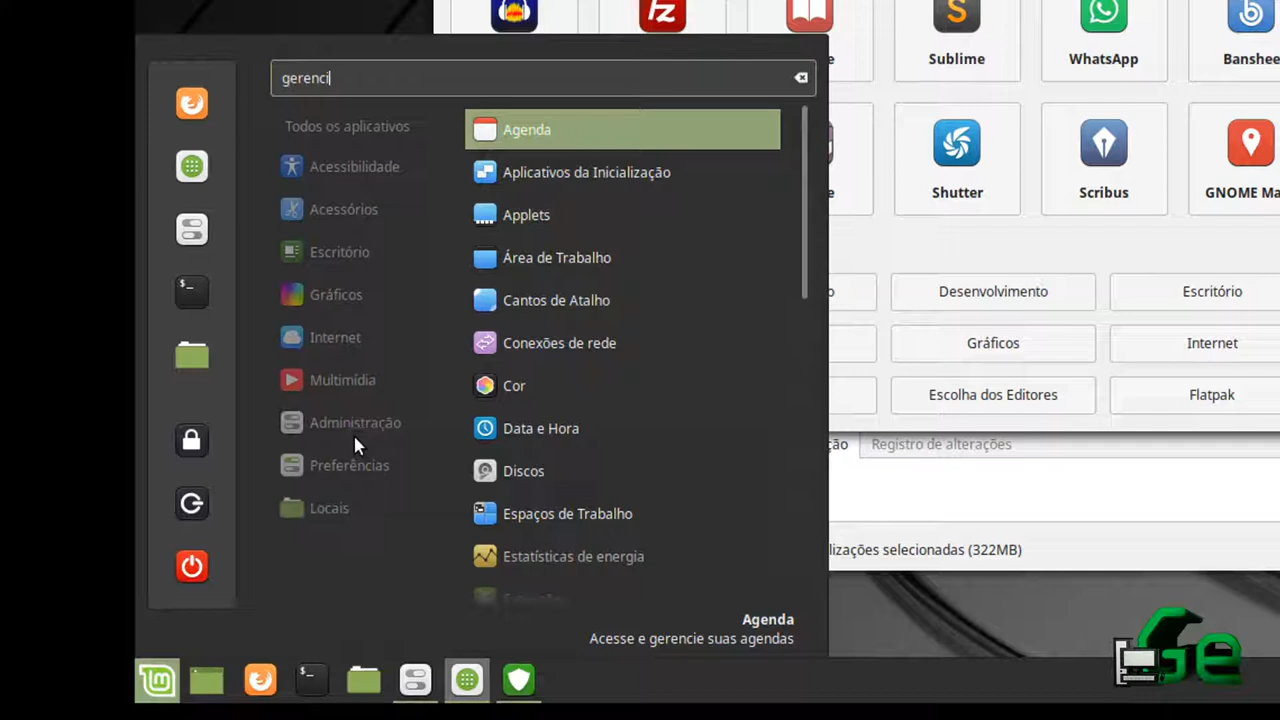 gerenci
Todos os aplicativos
Acessibilidade
Acessórios
Escritório
Gráficos
Internet
Multimídia
Administração
Preferências
Locais
Agenda
Aplicativos da Inicialização
Applets
Área de Trabalho
Cantos de Atalho
Conexões de rede
Cor
Data e Hora
Discos
Espaços de Trabalho
Estatísticas de energia
Agenda
Acesse e gerencie suas agendas
Fz
S
e
Sublime
WhatsApp
Banshee
e
Shutter
Scribus
GNOME Ma
o
Desenvolvimento
Escritório
Gráficos
Internet
Escolha dos Editores
Flatpak
ção
Registro de alterações
lizações selecionadas (322MB)
Ge